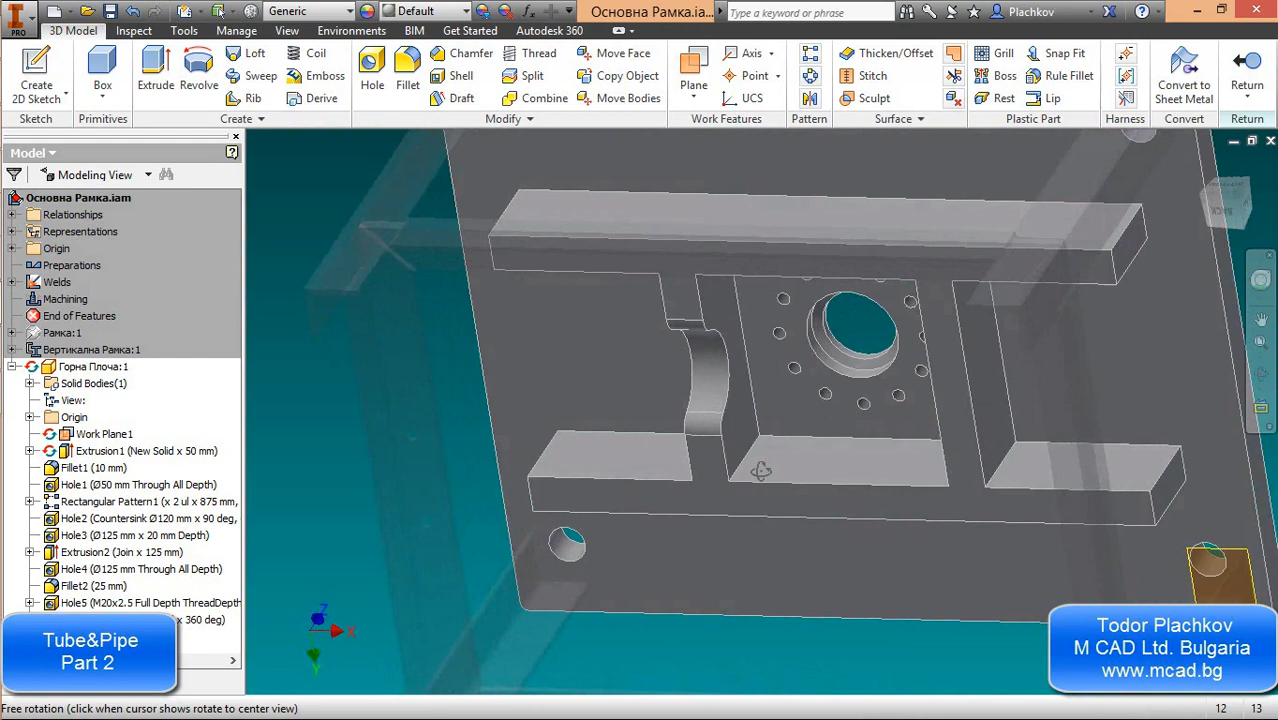 Generic
Default
Основна Рамка.i...
Type a keyword or phrase
Plachkov
PRO
3D Model
Inspect
Tools
Manage
View
Environments
BIM
Get Started
Autodesk 360
Create
2D Sketch
Box
Extrude
Revolve
Loft
Sweep
Rib
Coil
Emboss
Derive
Hole
Fillet
Chamfer
Shell
Draft
Thread
Split
Combine
Move Face
Copy Object
Move Bodies
Plane
Axis
Point
UCS
Thicken/Offset
Stitch
Sculpt
Grill
Boss
Rest
Snap Fit
Rule Fillet
Lip
Convert to
Sheet Metal
Return
Sketch
Primitives
Create
Modify
Work Features
Pattern
Surface
Plastic Part
Harness
Convert
Return
Model
Modeling View
Основна Рамка.iam
Relationships
Representations
Origin
Preparations
Welds
Machining
End of Features
Рамка:1
Вертикална Рамка:1
Горна Плоча:1
Solid Bodies(1)
View:
Origin
Work Plane1
Extrusion1 (New Solid x 50 mm)
Fillet1 (10 mm)
Hole1 (Ø50 mm Through All Depth)
Rectangular Pattern1 (x 2 ul x 875 mm,
Hole2 (Countersink Ø120 mm x 90 deg,
Hole3 (Ø125 mm x 20 mm Depth)
Extrusion2 (Join x 125 mm)
Hole4 (Ø125 mm Through All Depth)
Fillet2 (25 mm)
Hole5 (M20x2.5 Full Depth ThreadDepth
x 360 deg)
Z
X
Y
Tube&Pipe
Part 2
Todor Plachkov
M CAD Ltd. Bulgaria
www.mcad.bg
Free rotation (click when cursor shows rotate to center view)
12
13